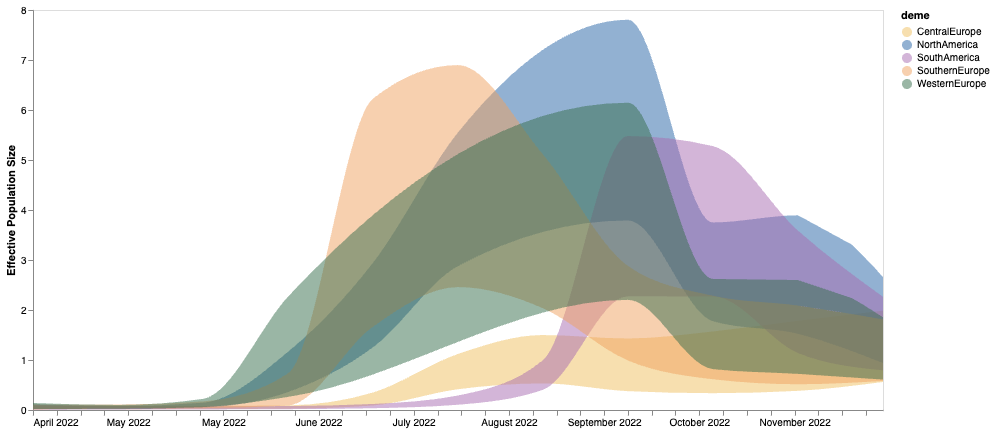 8
7
6
5
4
3
2
1
0
Effective Population Size
April 2022 May 2022 May 2022 June 2022 July 2022 August 2022 September 2022 October 2022 November 2022
deme
CentralEurope
NorthAmerica
SouthAmerica
SouthernEurope
WesternEurope